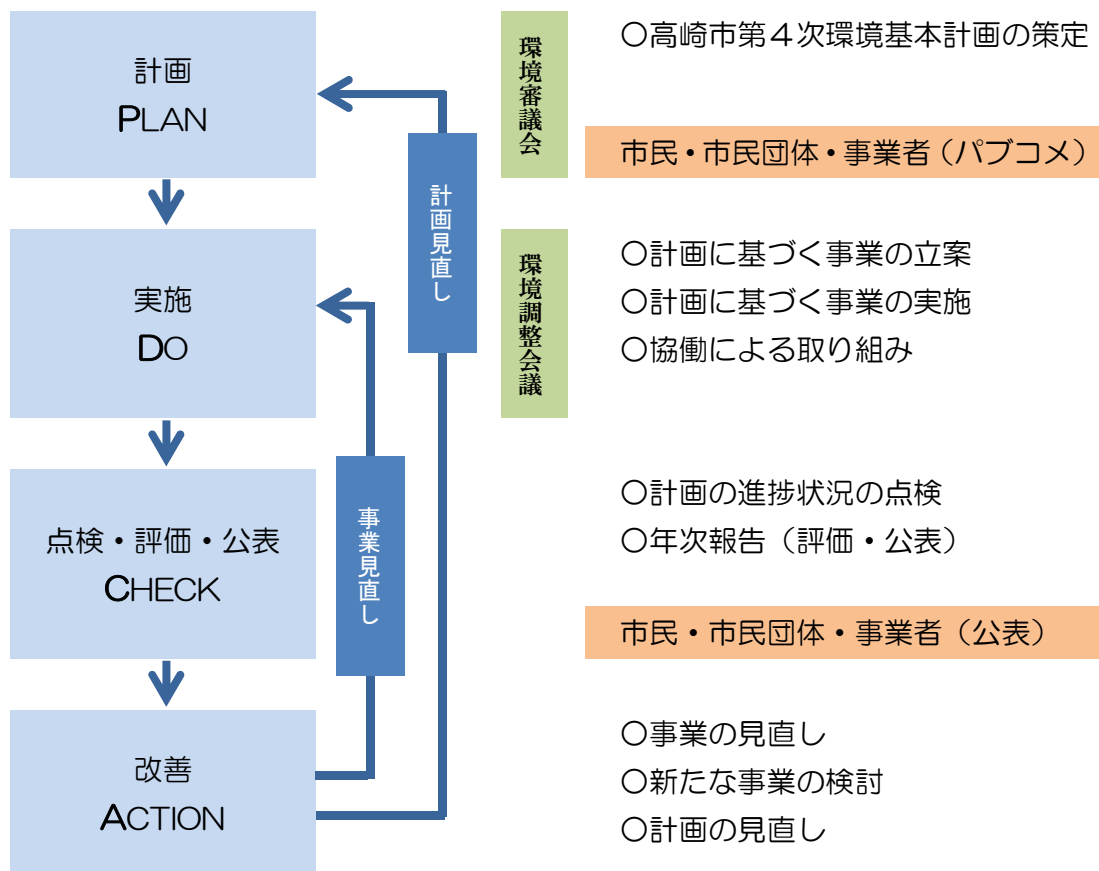 計画
PLAN
環境審議会
〇高崎市第４次環境基本計画の策定
市民・市民団体・事業者（パブコメ）
計画見直し
実施
DO
環境調整会議
〇計画に基づく事業の立案
〇計画に基づく事業の実施
〇協働による取り組み
事業見直し
点検・評価・公表
CHECK
〇計画の進捗状況の点検
〇年次報告（評価・公表）
市民・市民団体・事業者（公表）
改善
ACTION
〇事業の見直し
〇新たな事業の検討
〇計画の見直し